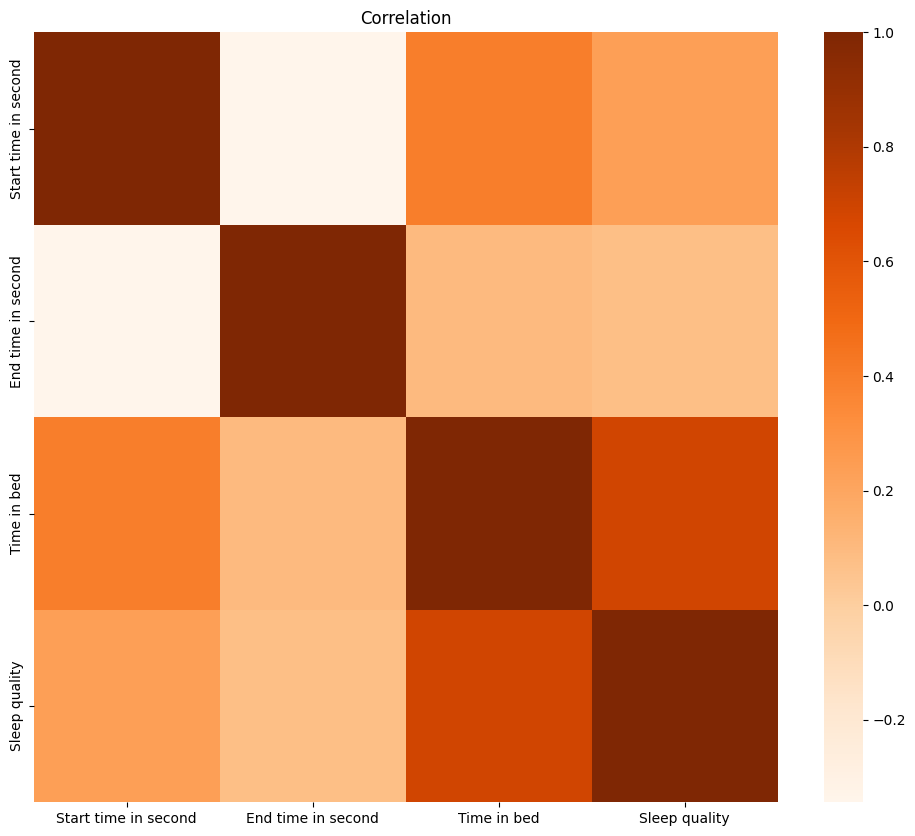 Correlation
Start time in second
End time in second
Time in bed
Sleep quality
Start time in second
End time in second
Time in bed
Sleep quality
1.0
0.8
0.6
0.4
0.2
0.0
−0.2